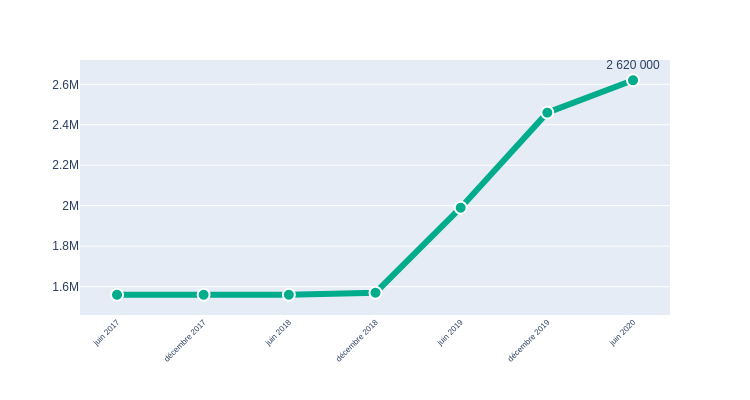 2 620 000
2.6M
2.4M
2.2M
2M
1.8M
1.6M
juin 2017
décembre 2017
juin 2018
décembre 2018
juin 2019
décembre 2019
juin 2020